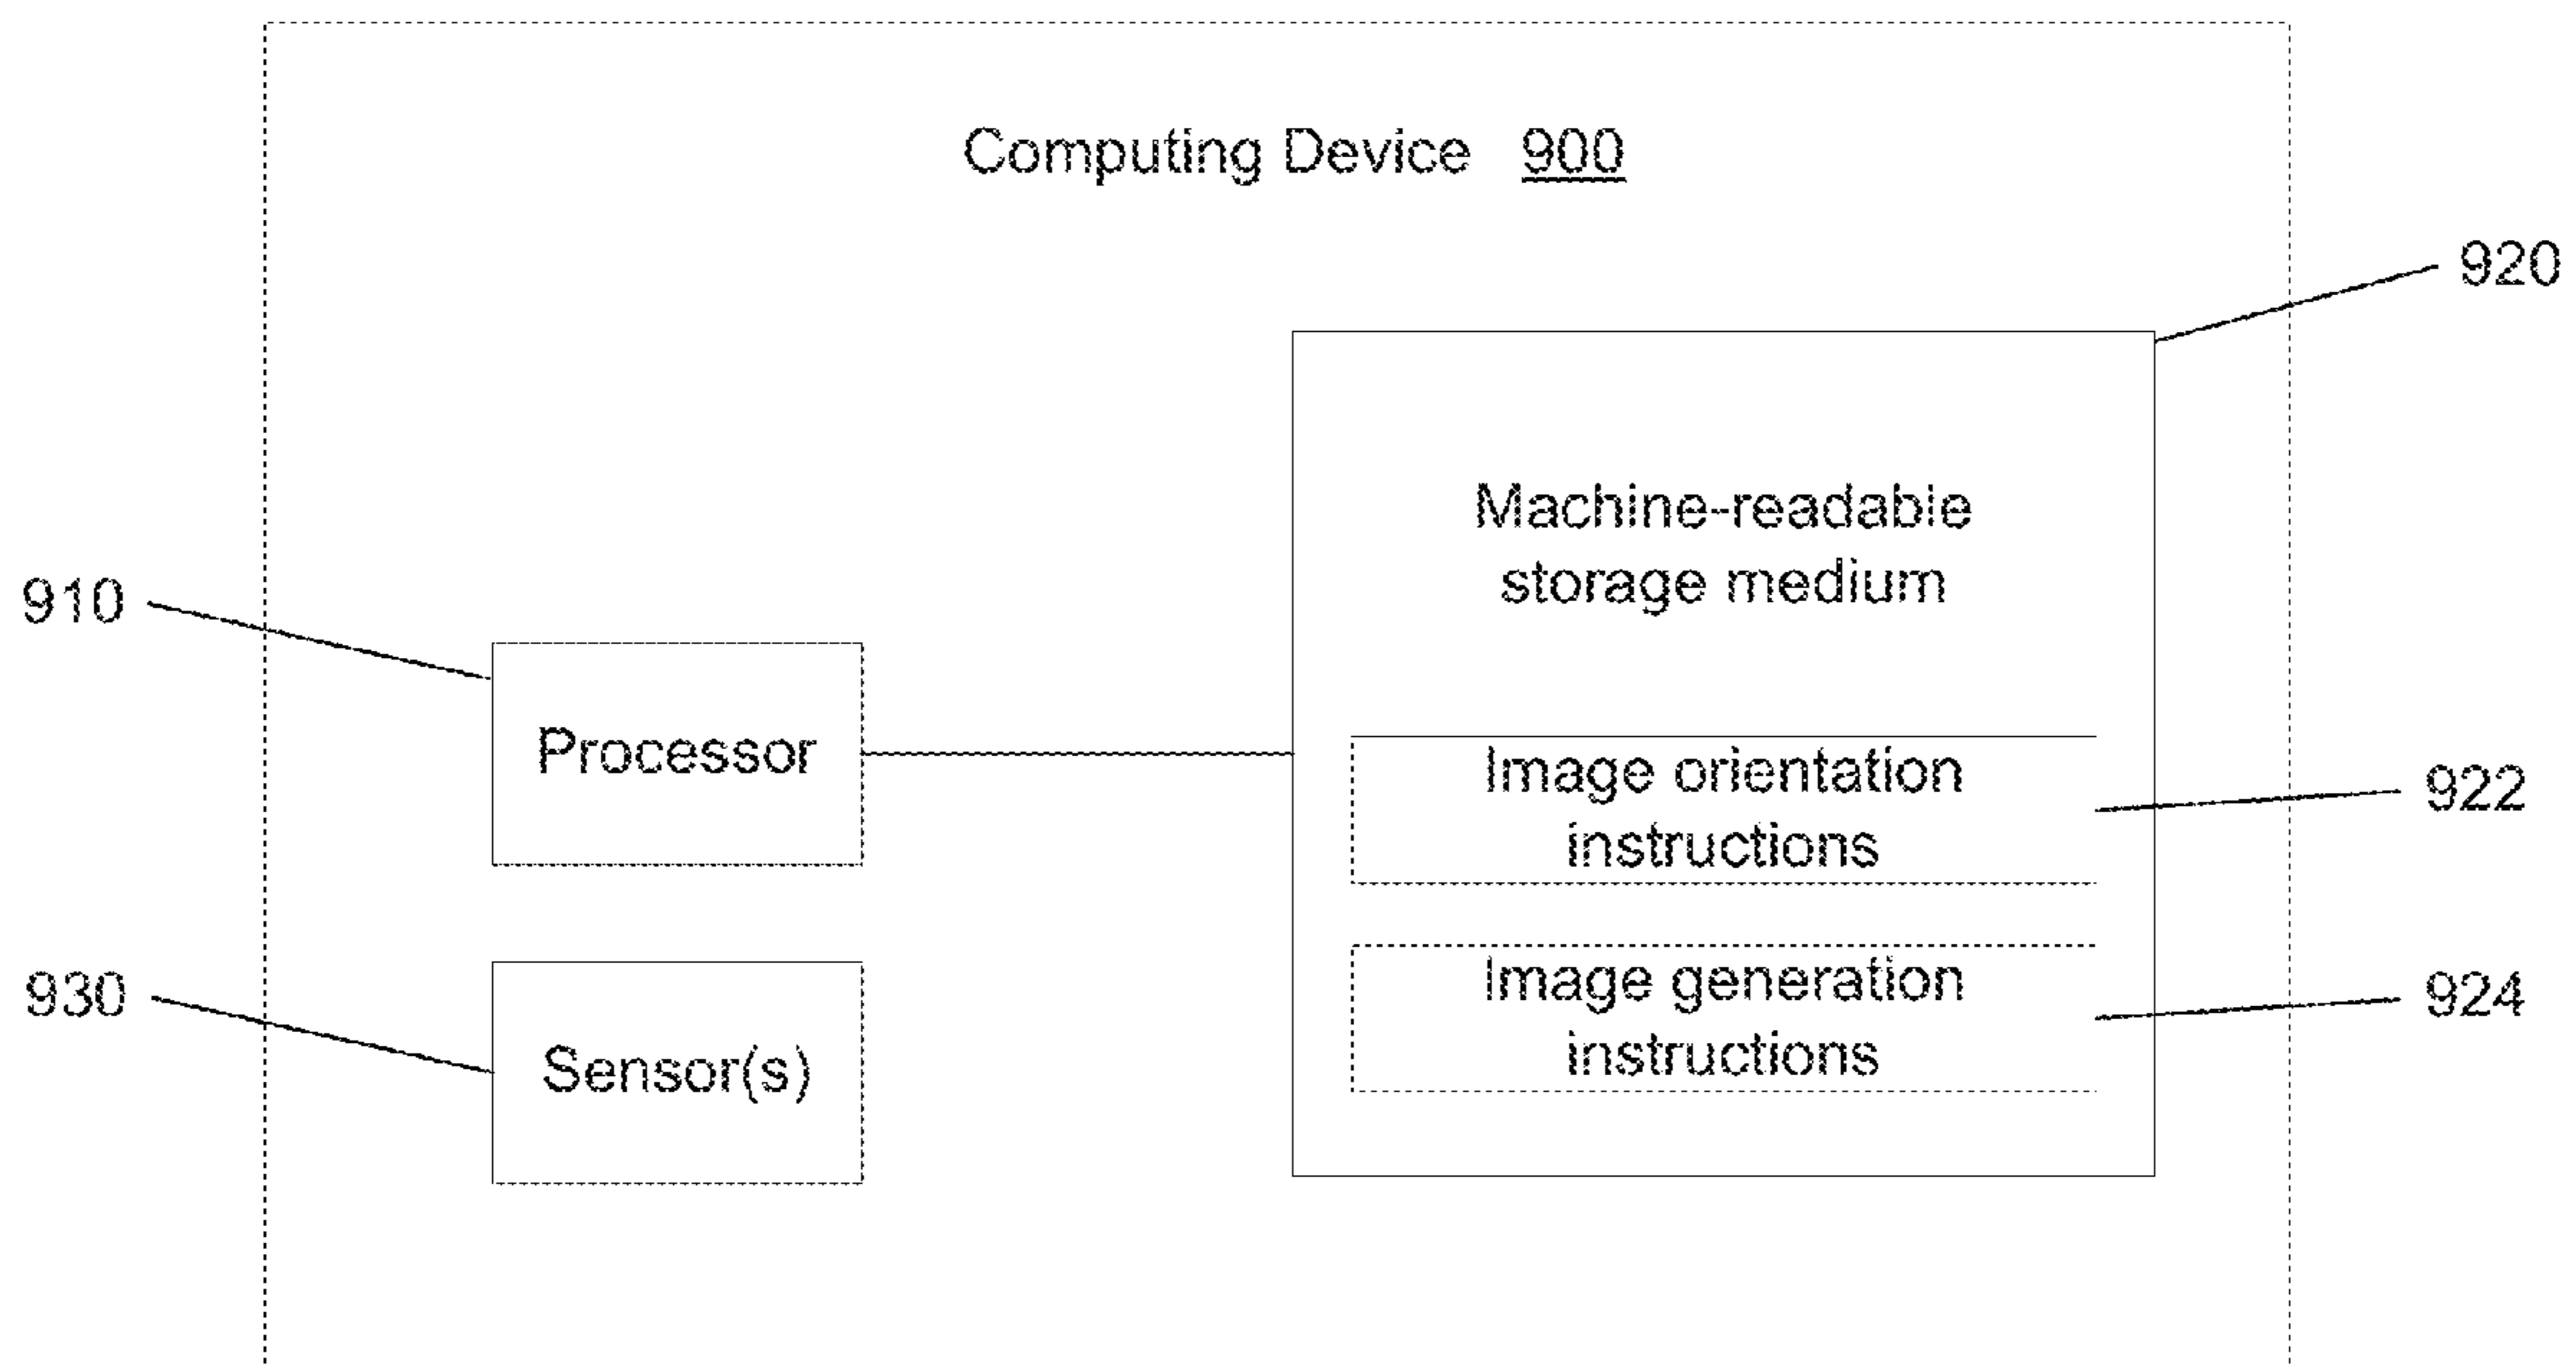 Computing Device 900
920
Machine-readable
storage medium
910
Processor
Image orientation
instructions
922
930
Sensor(s)
Image generation
instructions
924